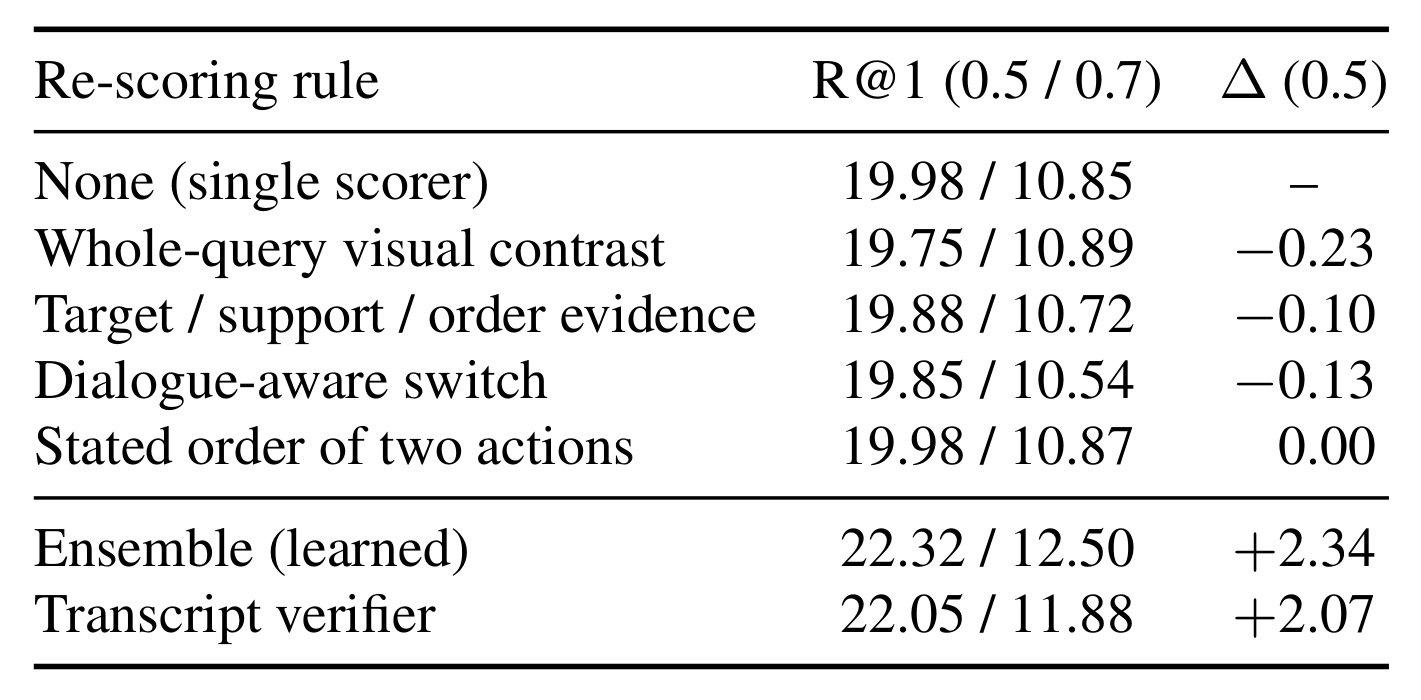 Re-scoring rule R@1 (0.5 / 0.7) Δ (0.5)
None (single scorer) 19.98 / 10.85 –
Whole-query visual contrast 19.75 / 10.89 −0.23
Target / support / order evidence 19.88 / 10.72 −0.10
Dialogue-aware switch 19.85 / 10.54 −0.13
Stated order of two actions 19.98 / 10.87 0.00
Ensemble (learned) 22.32 / 12.50 +2.34
Transcript verifier 22.05 / 11.88 +2.07